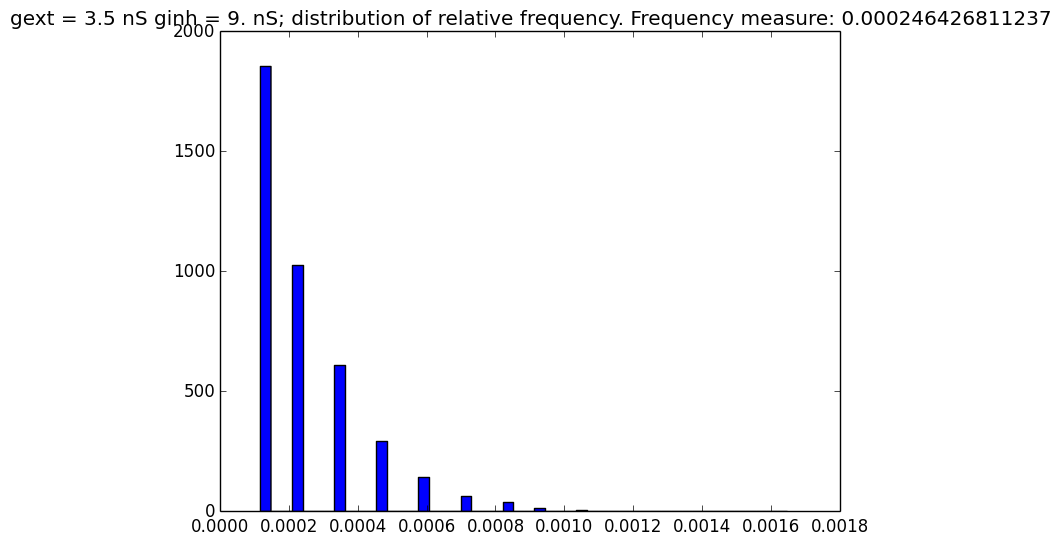 gext = 3.5 nS ginh = 9. nS; distribution of relative frequency. Frequency measure: 0.000246426811237
2000
1500
1000
500
0
0.0000 0.0002 0.0004 0.0006 0.0008 0.0010 0.0012 0.0014 0.0016 0.0018